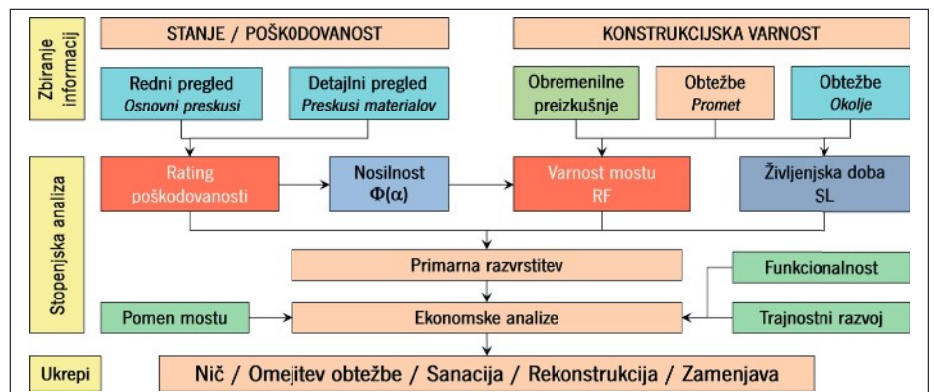 Zbiranje
informacij
STANJE / POŠKODOVANOST
KONSTRUKCIJSKA VARNOST
Redni pregled
Osnovni preskusi
Detajlni pregled
Preskusi materialov
Obremenilne
preizkušnje
Obtežbe
Promet
Obtežbe
Okolje
Stopenjska analiza
Rating
poškodovanosti
Nosilnost
Φ(α)
Varnost mostu
RF
Življenjska doba
SL
Primarna razvrstitev
Funkcionalnost
Pomen mostu
Ekonomske analize
Trajnostni razvoj
Ukrepi
Nič / Omejitev obtežbe / Sanacija / Rekonstrukcija / Zamenjava